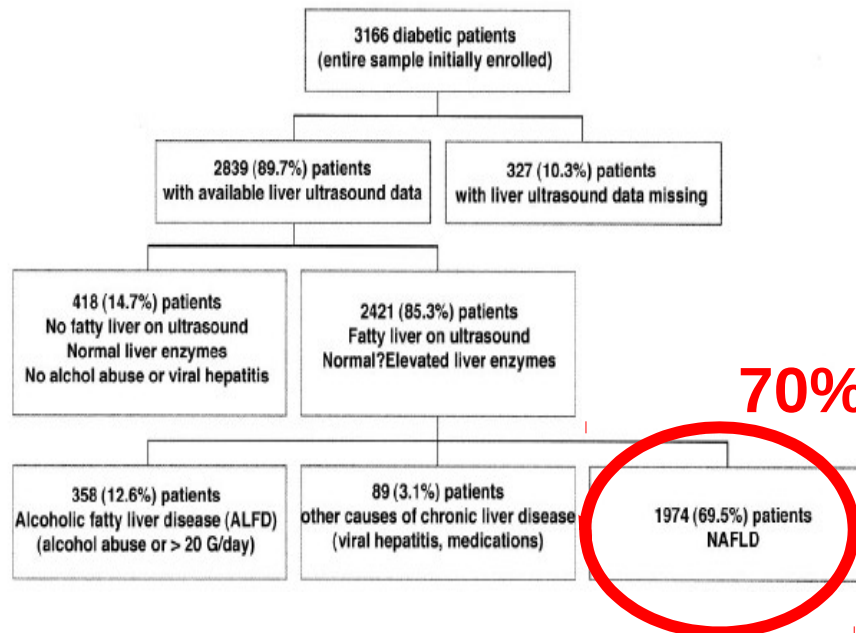 3166 diabetic patients
(entire sample initially enrolled)
2839 (89.7%) patients
with available liver ultrasound data
327 (10.3%) patients
with liver ultrasound data missing
418 (14.7%) patients
No fatty liver on ultrasound
Normal liver enzymes
No alchol abuse or viral hepatitis
2421 (85.3%) patients
Fatty liver on ultrasound
Normal?Elevated liver enzymes
70%
358 (12.6%) patients
Alcoholic fatty liver disease (ALFD)
(alcohol abuse or > 20 G/day)
89 (3.1%) patients
other causes of chronic liver disease
(viral hepatitis, medications)
1974 (69.5%) patients
NAFLD